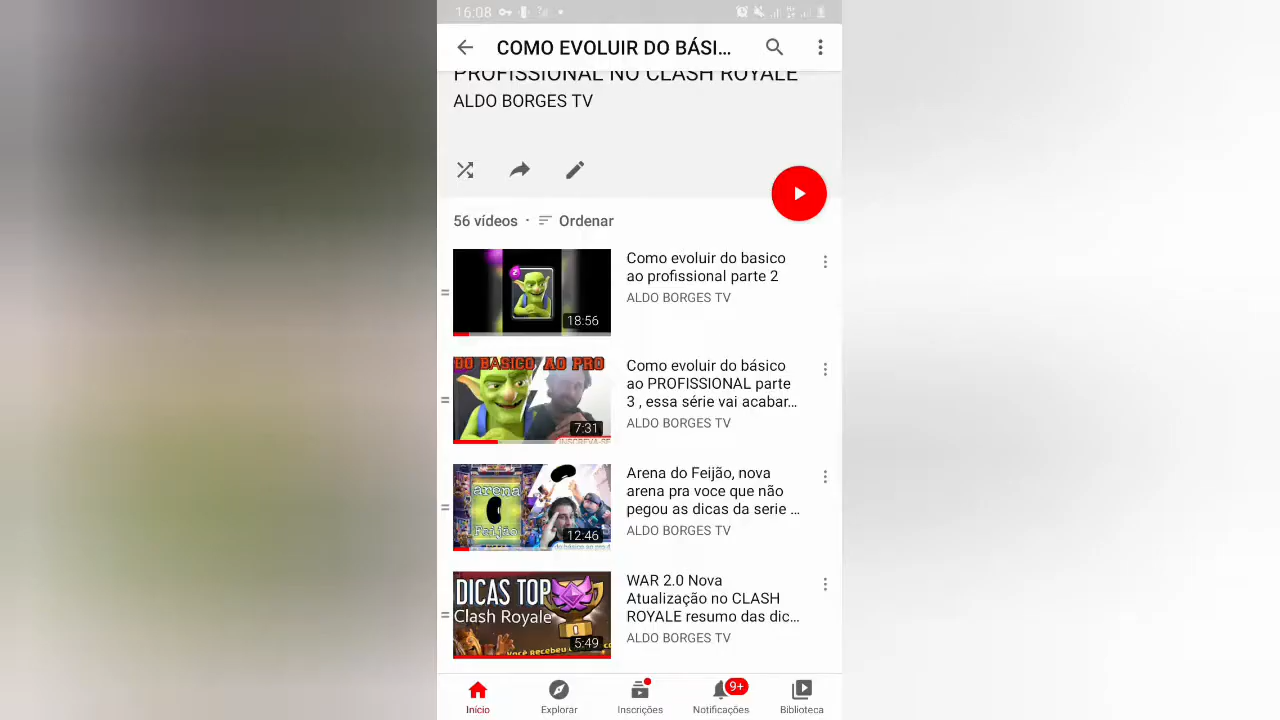 16:08
COMO EVOLUIR DO BÁSI...
PROFISSIONAL NO CLASH ROYALE
ALDO BORGES TV
56 vídeos · Ordenar
18:56
Como evoluir do basico
ao profissional parte 2
ALDO BORGES TV
DO BASICO AO PRO
7:31
Como evoluir do básico
ao PROFISSIONAL parte
3 , essa série vai acabar...
ALDO BORGES TV
arena
Feijão
12:46
Arena do Feijão, nova
arena pra voce que não
pegou as dicas da serie ...
ALDO BORGES TV
DICAS TOP
Clash Royale
Você Recebeu
5:49
WAR 2.0 Nova
Atualização no CLASH
ROYALE resumo das dic...
ALDO BORGES TV
9+
Início
Explorar
Inscrições
Notificações
Biblioteca